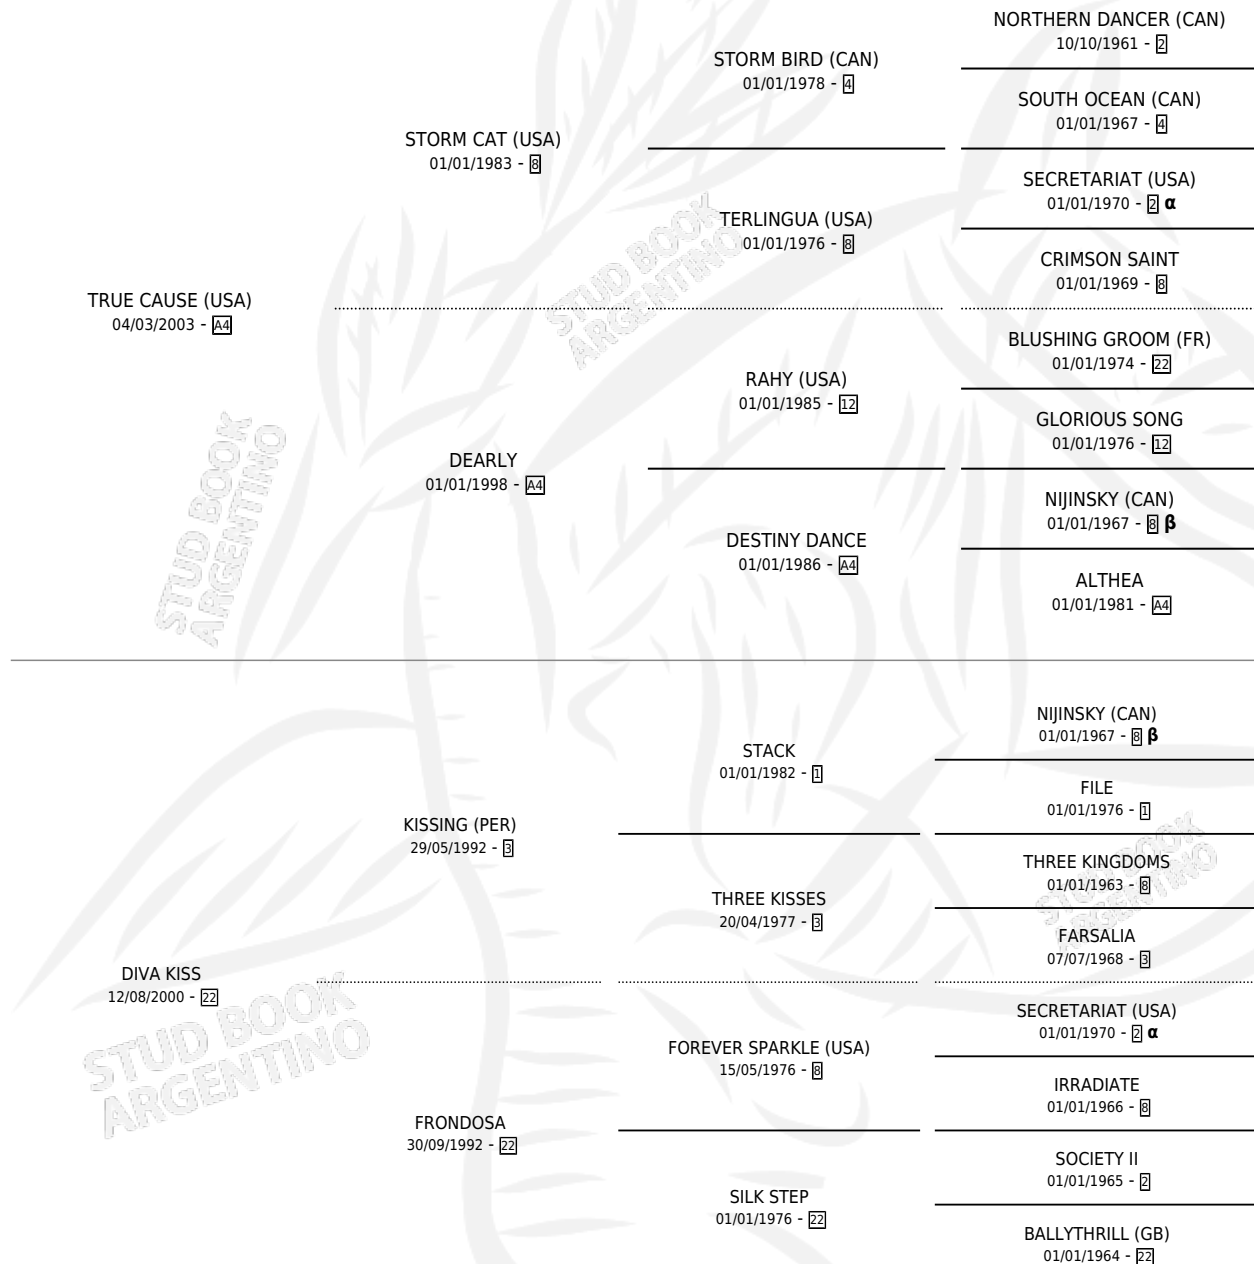 NORTHERN DANCER (CAN)
10/10/1961 - 2
STORM BIRD (CAN)
01/01/1978 - 4
SOUTH OCEAN (CAN)
01/01/1967 - 4
STORM CAT (USA)
01/01/1983 - 8
SECRETARIAT (USA)
01/01/1970 - 2 α
TERLINGUA (USA)
01/01/1976 - 8
CRIMSON SAINT
01/01/1969 - 8
TRUE CAUSE (USA)
04/03/2003 - A4
BLUSHING GROOM (FR)
01/01/1974 - 22
RAHY (USA)
01/01/1985 - 12
GLORIOUS SONG
01/01/1976 - 12
DEARLY
01/01/1998 - A4
NIJINSKY (CAN)
01/01/1967 - 8 β
DESTINY DANCE
01/01/1986 - A4
ALTHEA
01/01/1981 - A4
NIJINSKY (CAN)
01/01/1967 - 8 β
STACK
01/01/1982 - 1
FILE
01/01/1976 - 1
KISSING (PER)
29/05/1992 - 3
THREE KINGDOMS
01/01/1963 - 8
THREE KISSES
20/04/1977 - 3
FARSALIA
07/07/1968 - 3
DIVA KISS
12/08/2000 - 22
SECRETARIAT (USA)
01/01/1970 - 2 α
FOREVER SPARKLE (USA)
15/05/1976 - 8
IRRADIATE
01/01/1966 - 8
FRONDOSA
30/09/1992 - 22
SOCIETY II
01/01/1965 - 2
SILK STEP
01/01/1976 - 22
BALLYTHRILL (GB)
01/01/1964 - 22
STUD BOOK
ARGENTINO
STUD BOOK
ARGENTINO
STUD BOOK
ARGENTINO
STUD BOOK
ARGENTINO